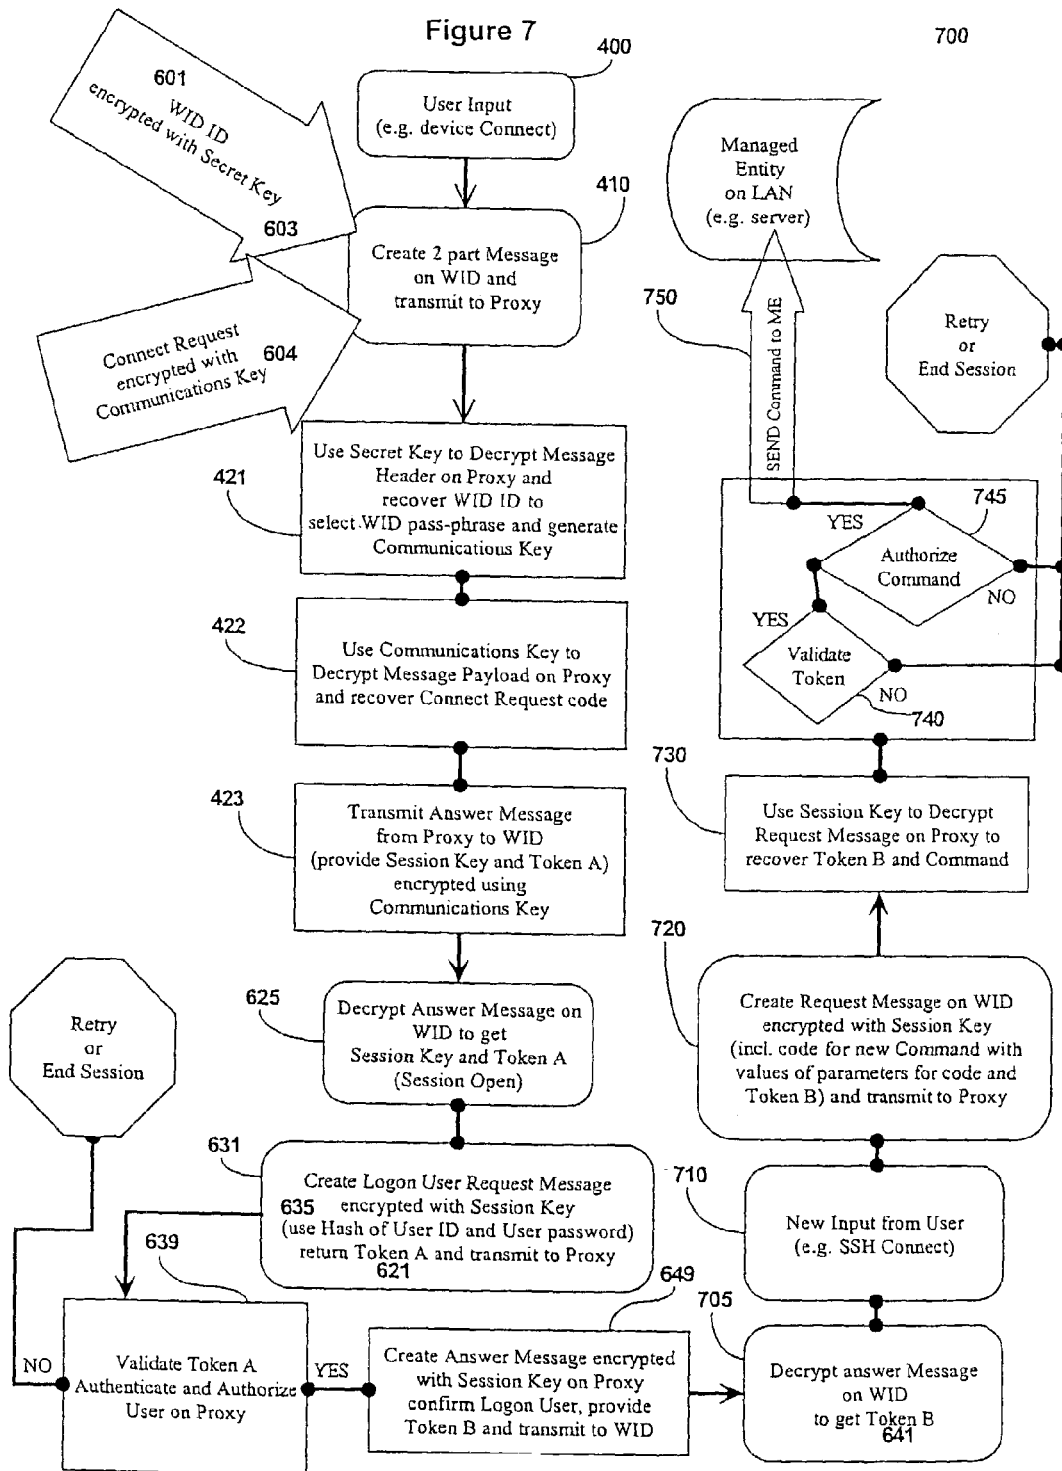 Figure 7
700
400
User Input
(e.g. device Connect)
601
WID ID
encrypted with Secret Key
603
410
Create 2 part Message
on WID and
transmit to Proxy
Connect Request
encrypted with
Communications Key
604
421
Use Secret Key to Decrypt Message
Header on Proxy and
recover WID ID to
select WID pass-phrase and generate
Communications Key
422
Use Communications Key to
Decrypt Message Payload on Proxy
and recover Connect Request code
423
Transmit Answer Message
from Proxy to WID
(provide Session Key and Token A)
encrypted using
Communications Key
625
Decrypt Answer Message on
WID to get
Session Key and Token A
(Session Open)
Retry
or
End Session
631
Create Logon User Request Message
635 encrypted with Session Key
(use Hash of User ID and User password)
return Token A and transmit to Proxy
621
639
NO
Validate Token A
Authenticate and Authorize
User on Proxy
YES
649
Create Answer Message encrypted
with Session Key on Proxy
confirm Logon User, provide
Token B and transmit to WID
705
Decrypt answer Message
on WID
to get Token B
641
710
New Input from User
(e.g. SSH Connect)
720
Create Request Message on WID
encrypted with Session Key
(incl. code for new Command with
values of parameters for code and
Token B) and transmit to Proxy
730
Use Session Key to Decrypt
Request Message on Proxy to
recover Token B and Command
Validate
Token
YES
NO
740
Authorize
Command
745
YES
NO
750
SEND Command to ME
Managed
Entity
on LAN
(e.g. server)
Retry
or
End Session